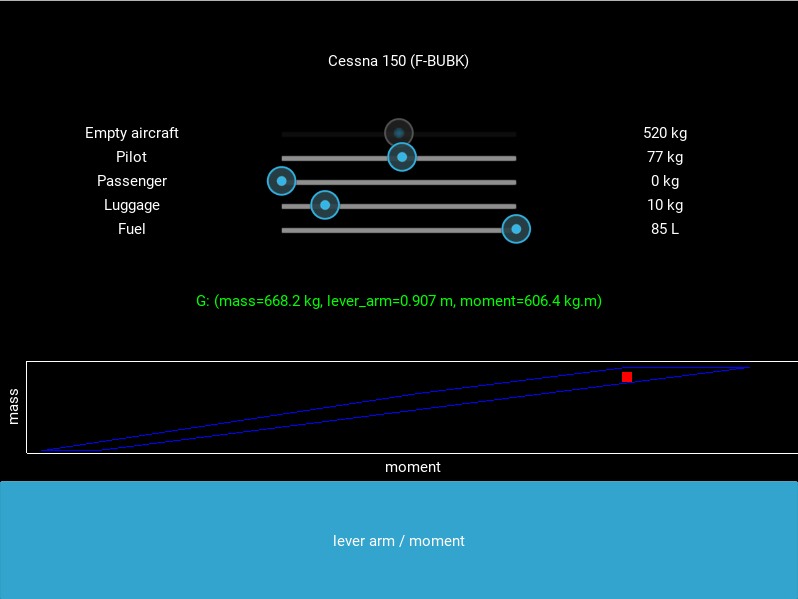 Cessna 150 (F-BUBK)
Empty aircraft 520 kg
Pilot 77 kg
Passenger 0 kg
Luggage 10 kg
Fuel 85 L
G: (mass=668.2 kg, lever_arm=0.907 m, moment=606.4 kg.m)
mass
moment
lever arm / moment